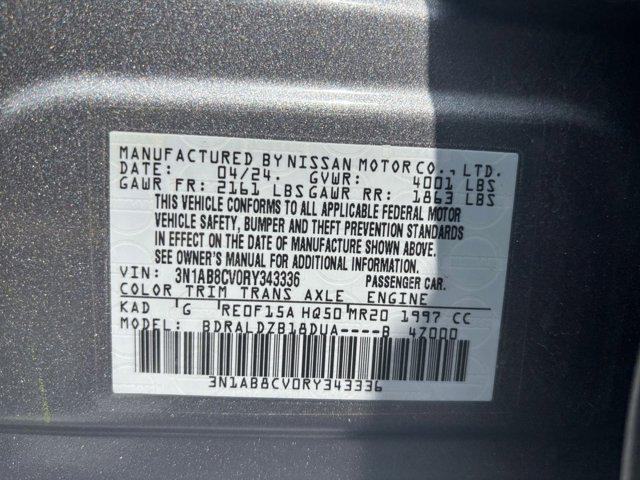 MANUFACTURED BY NISSAN MOTOR CO., LTD.
DATE: 04/24. GVWR: 4001 LBS
GAWR FR: 2161 LBS GAWR RR: 1863 LBS
THIS VEHICLE CONFORMS TO ALL APPLICABLE FEDERAL MOTOR
VEHICLE SAFETY, BUMPER AND THEFT PREVENTION STANDARDS
IN EFFECT ON THE DATE OF MANUFACTURE SHOWN ABOVE.
SEE OWNER'S MANUAL FOR ADDITIONAL INFORMATION.
VIN: 3N1AB8CV0RY343336 PASSENGER CAR.
COLOR TRIM TRANS AXLE ENGINE
KAD G RE0F15A HQ50 MR20 1997 CC
MODEL: BDRALDZB18DUA----B 4Z000
3N1AB8CV0RY343336